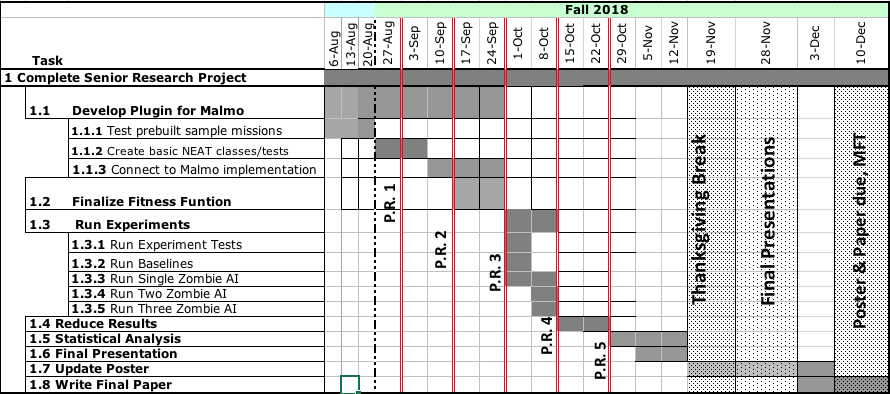 Fall 2018
Task
6-Aug
13-Aug
20-Aug
27-Aug
3-Sep
10-Sep
17-Sep
24-Sep
1-Oct
8-Oct
15-Oct
22-Oct
29-Oct
5-Nov
12-Nov
19-Nov
28-Nov
3-Dec
10-Dec
1 Complete Senior Research Project
1.1 Develop Plugin for Malmo
1.1.1 Test prebuilt sample missions
1.1.2 Create basic NEAT classes/tests
1.1.3 Connect to Malmo implementation
1.2 Finalize Fitness Funtion
1.3 Run Experiments
1.3.1 Run Experiment Tests
1.3.2 Run Baselines
1.3.3 Run Single Zombie AI
1.3.4 Run Two Zombie AI
1.3.5 Run Three Zombie AI
1.4 Reduce Results
1.5 Statistical Analysis
1.6 Final Presentation
1.7 Update Poster
1.8 Write Final Paper
P.R. 1
P.R. 2
P.R. 3
P.R. 4
P.R. 5
Thanksgiving Break
Final Presentations
Poster & Paper due, MFT